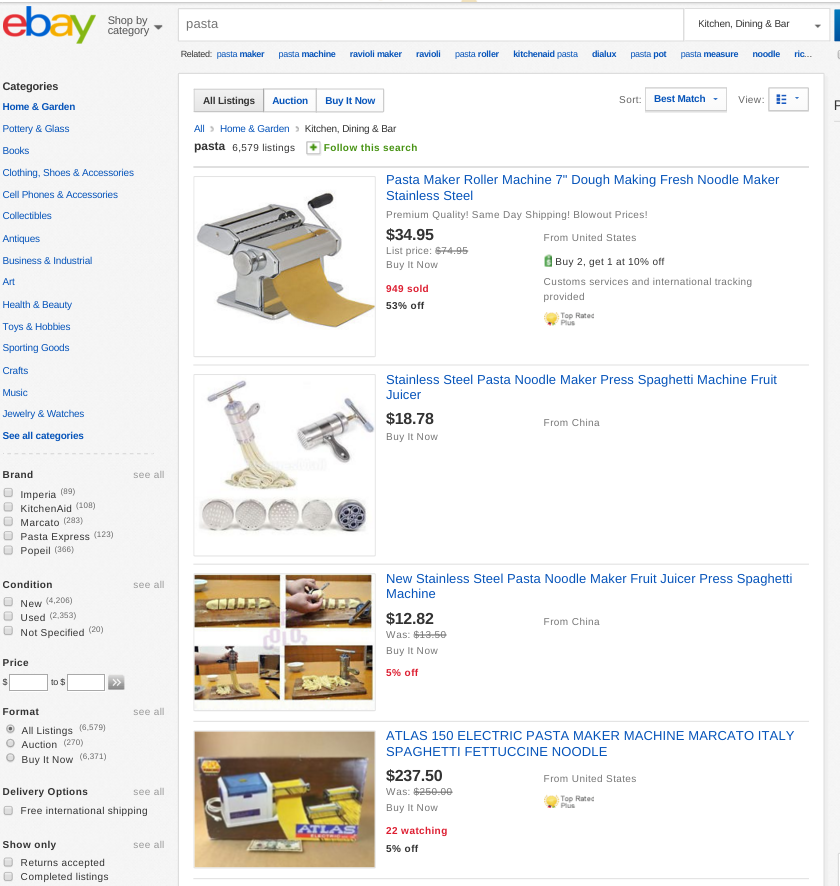 ebay
Shop by
category
pasta
Kitchen, Dining & Bar
Related: pasta maker pasta machine ravioli maker ravioli pasta roller kitchenaid pasta dialux pasta pot pasta measure noodle ric...
Categories
Home & Garden
Pottery & Glass
Books
Clothing, Shoes & Accessories
Cell Phones & Accessories
Collectibles
Antiques
Business & Industrial
Art
Health & Beauty
Toys & Hobbies
Sporting Goods
Crafts
Music
Jewelry & Watches
See all categories
Brand see all
Imperia (89)
KitchenAid (108)
Marcato (283)
Pasta Express (123)
Popeil (366)
Condition see all
New (4,206)
Used (2,353)
Not Specified (20)
Price
$ to $
Format see all
All Listings (6,579)
Auction (270)
Buy It Now (6,371)
Delivery Options see all
Free international shipping
Show only see all
Returns accepted
Completed listings
All Listings Auction Buy It Now
Sort: Best Match View:
All Home & Garden Kitchen, Dining & Bar
pasta 6,579 listings Follow this search
Pasta Maker Roller Machine 7" Dough Making Fresh Noodle Maker
Stainless Steel
Premium Quality! Same Day Shipping! Blowout Prices!
$34.95
List price: $74.95
Buy It Now
949 sold
53% off
From United States
Buy 2, get 1 at 10% off
Customs services and international tracking
provided
Top Rated
Plus
Stainless Steel Pasta Noodle Maker Press Spaghetti Machine Fruit
Juicer
$18.78
Buy It Now
From China
New Stainless Steel Pasta Noodle Maker Fruit Juicer Press Spaghetti
Machine
$12.82
Was: $13.50
Buy It Now
5% off
From China
ATLAS 150 ELECTRIC PASTA MAKER MACHINE MARCATO ITALY
SPAGHETTI FETTUCCINE NOODLE
$237.50
Was: $250.00
Buy It Now
22 watching
5% off
From United States
Top Rated
Plus
ATLAS
ELECTRIC
P